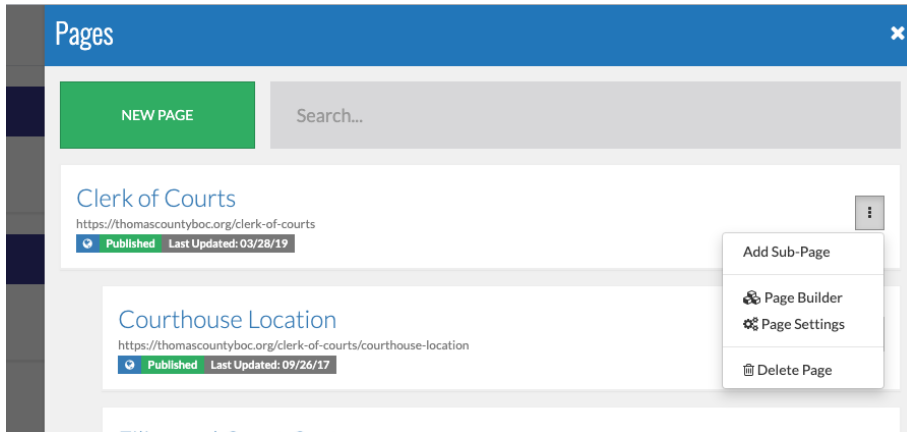 Pages
NEW PAGE
Search...
Clerk of Courts
https://thomascountyboc.org/clerk-of-courts
Published Last Updated: 03/28/19
Add Sub-Page
Page Builder
Page Settings
Delete Page
Courthouse Location
https://thomascountyboc.org/clerk-of-courts/courthouse-location
Published Last Updated: 09/26/17